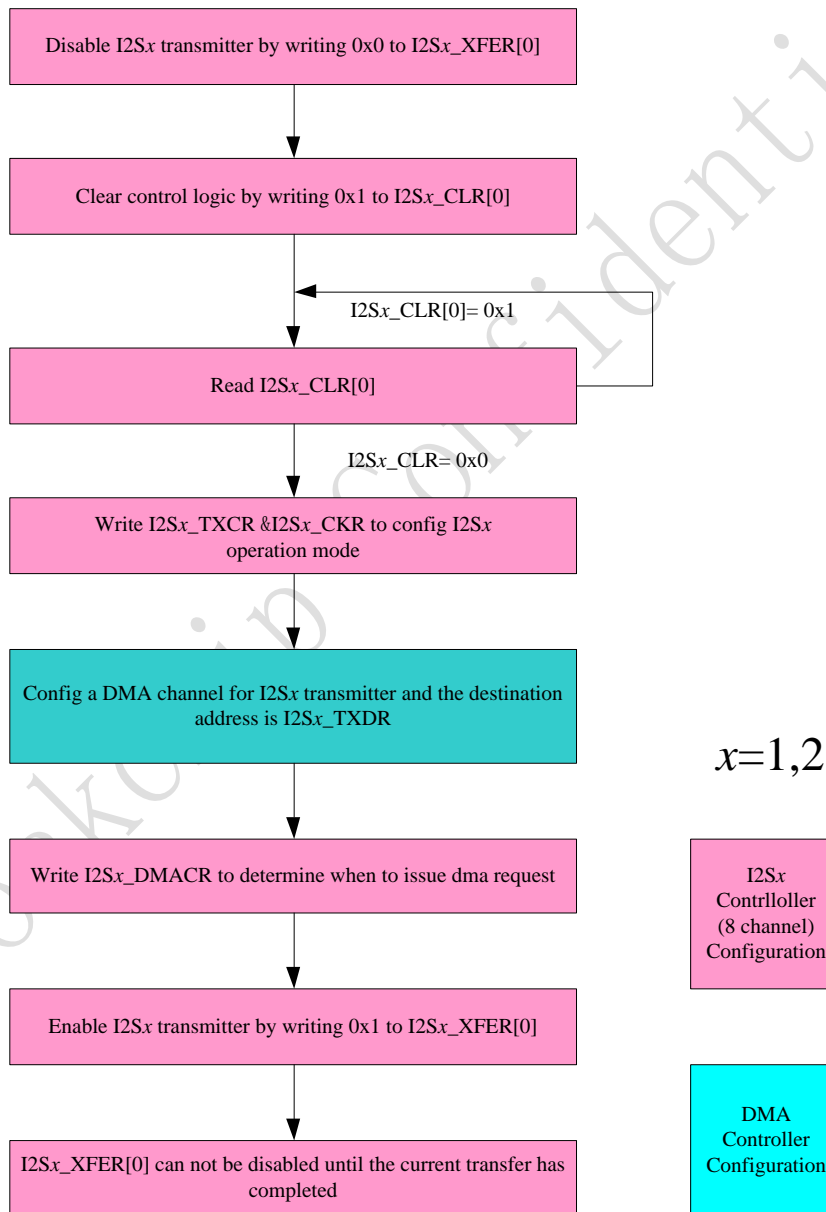 Disable I2Sx transmitter by writing 0x0 to I2Sx_XFER[0]
Clear control logic by writing 0x1 to I2Sx_CLR[0]
I2Sx_CLR[0]= 0x1
Read I2Sx_CLR[0]
I2Sx_CLR= 0x0
Write I2Sx_TXCR &I2Sx_CKR to config I2Sx
operation mode
Config a DMA channel for I2Sx transmitter and the destination
address is I2Sx_TXDR
x=1,2
Write I2Sx_DMACR to determine when to issue dma request
I2Sx
Contrlloller
(8 channel)
Configuration
Enable I2Sx transmitter by writing 0x1 to I2Sx_XFER[0]
DMA
Controller
Configuration
I2Sx_XFER[0] can not be disabled until the current transfer has
completed
ockcip Confidenti